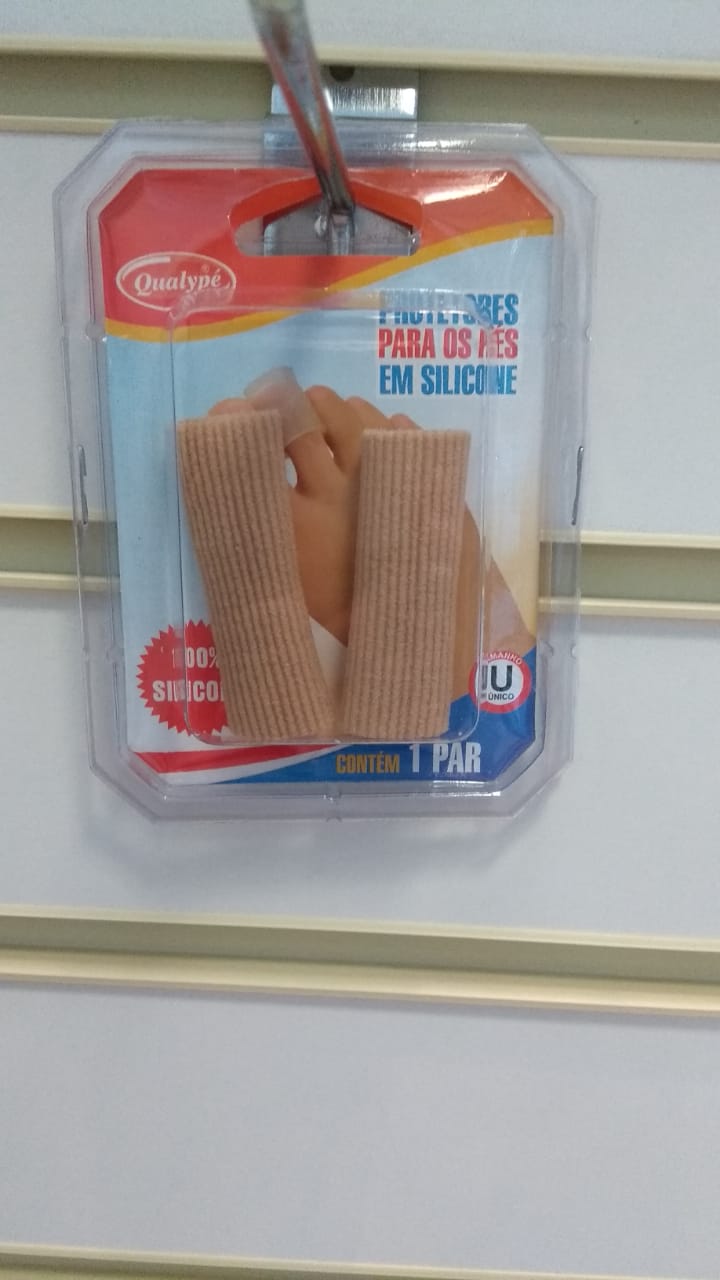 Qualypé
PROTETORES
PARA OS PÉS
EM SILICONE
100%
SILICO
TAMANHO
U
ÚNICO
CONTÉM 1 PAR